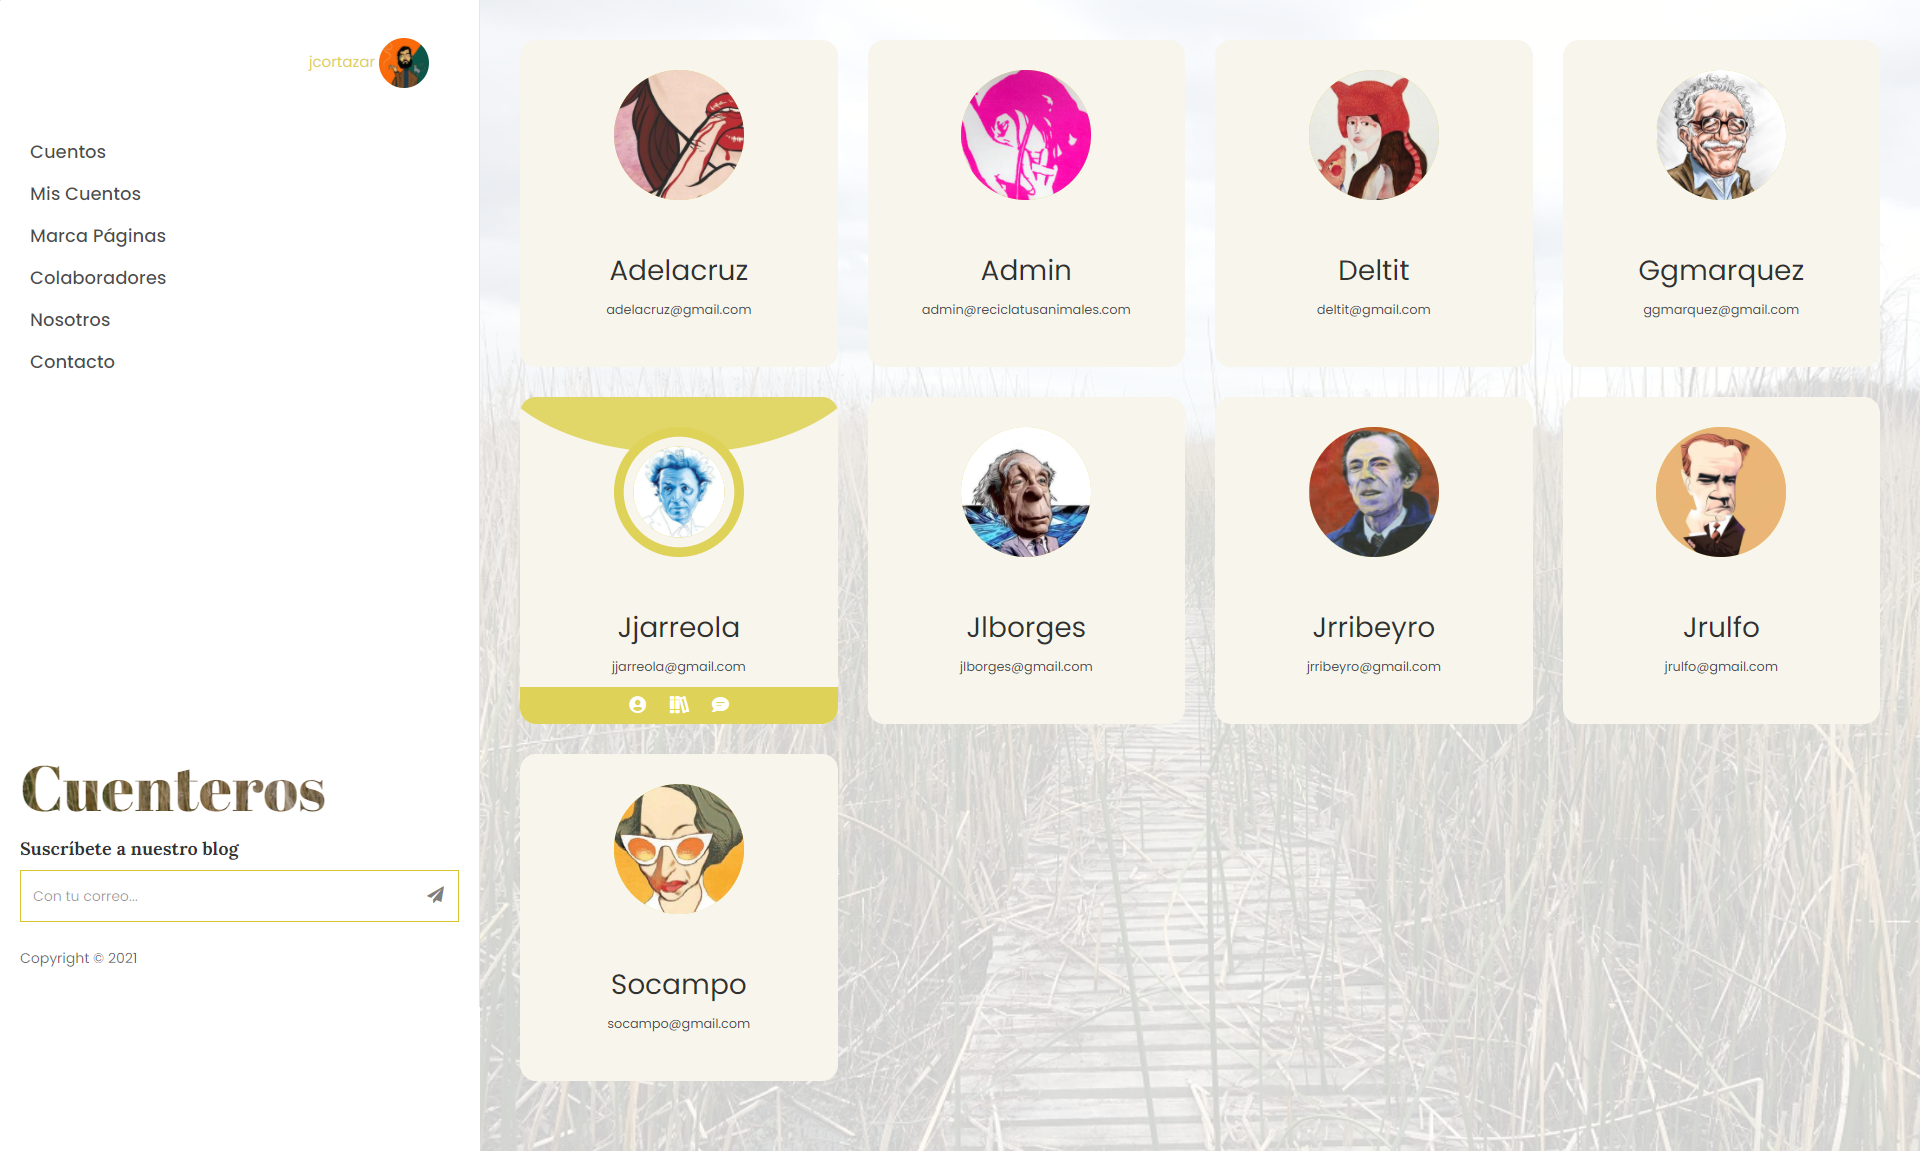 jcortazar
Cuentos
Mis Cuentos
Marca Páginas
Colaboradores
Nosotros
Contacto
Cuenteros
Suscríbete a nuestro blog
Con tu correo...
Copyright © 2021
Adelacruz
adelacruz@gmail.com
Admin
admin@reciclatusanimales.com
Deltit
deltit@gmail.com
Ggmarquez
ggmarquez@gmail.com
Jjarreola
jjarreola@gmail.com
Jlborges
jlborges@gmail.com
Jrribeyro
jrribeyro@gmail.com
Jrulfo
jrulfo@gmail.com
Socampo
socampo@gmail.com